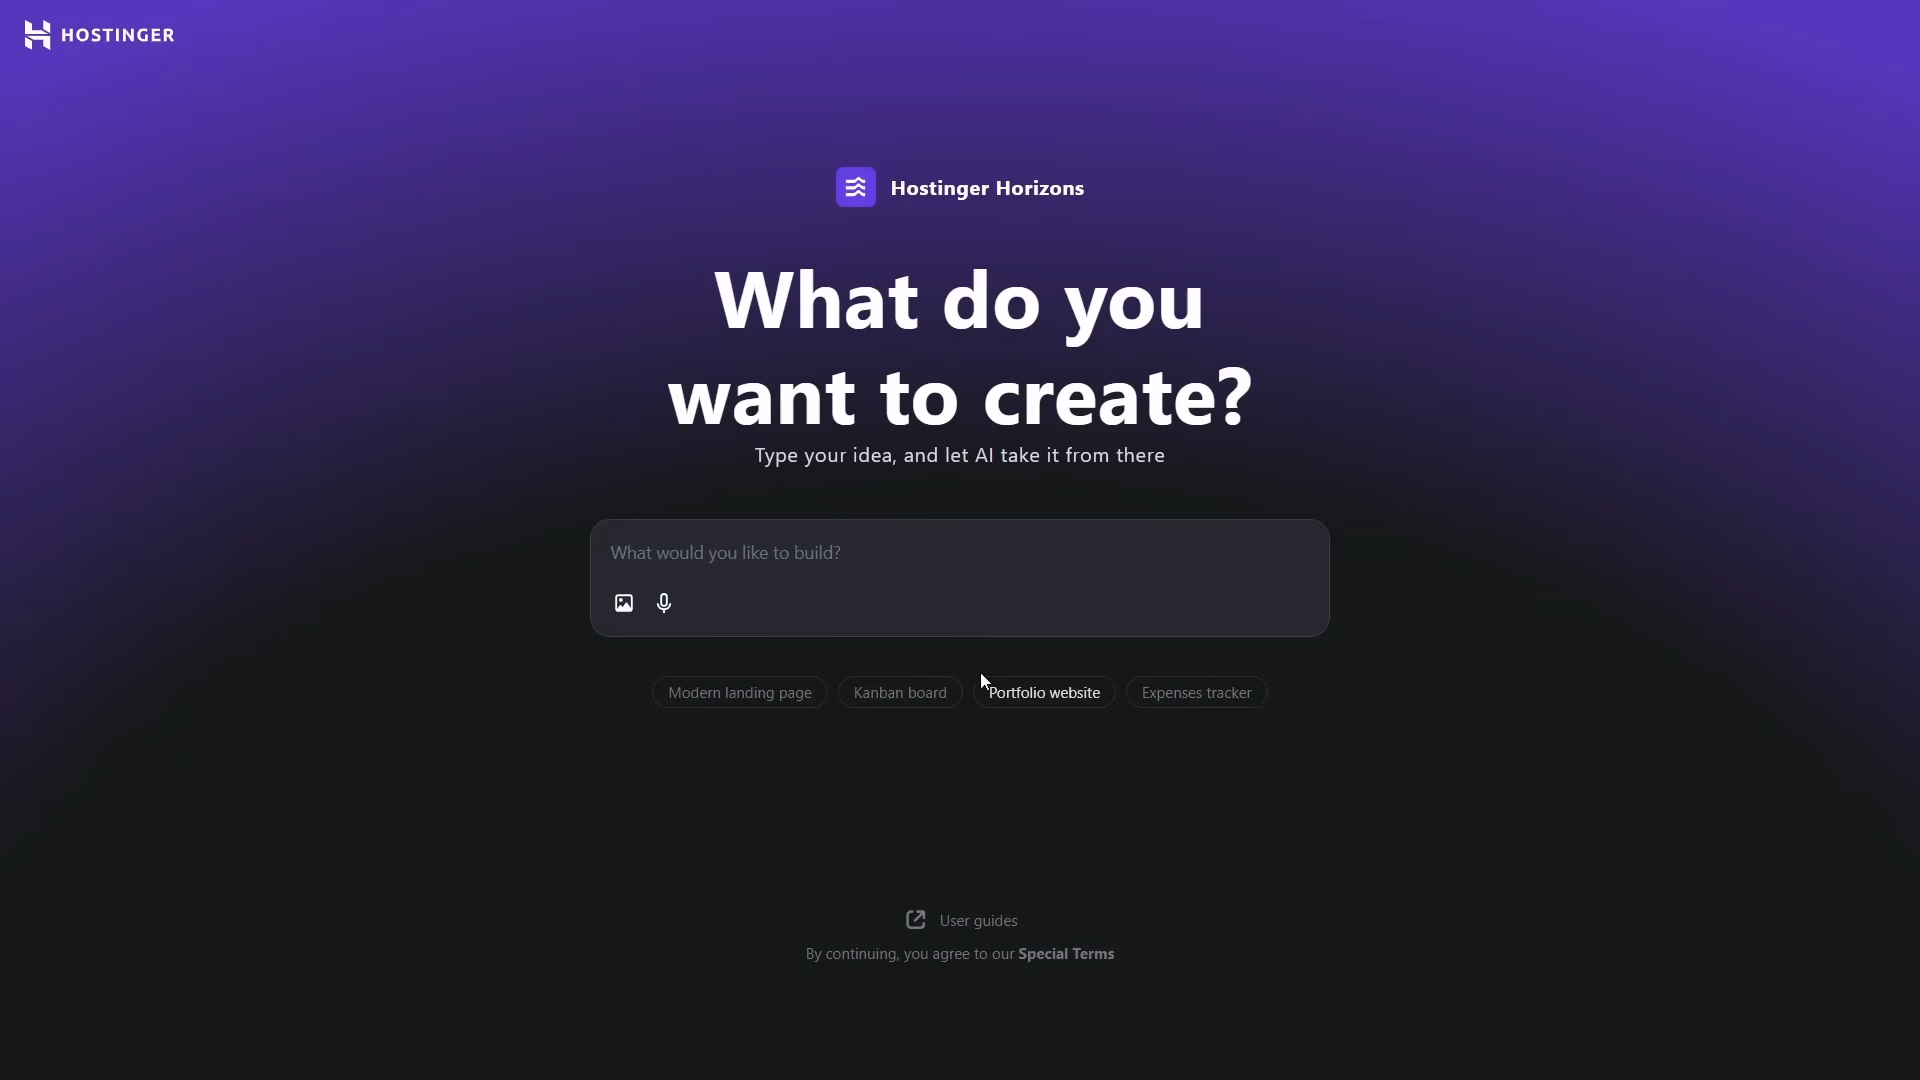 HOSTINGER
Hostinger Horizons
What do you
want to create?
Type your idea, and let AI take it from there
What would you like to build?
Modern landing page
Kanban board
Portfolio website
Expenses tracker
User guides
By continuing, you agree to our Special Terms